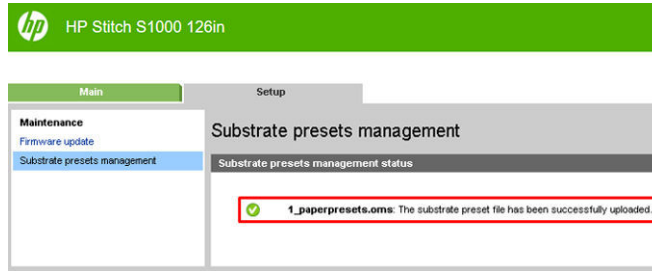 hp HP Stitch S1000 126in
Main Setup
Maintenance
Firmware update
Substrate presets management
Substrate presets management
Substrate presets management status
1_paperpresets.oms: The substrate preset file has been successfully uploaded.